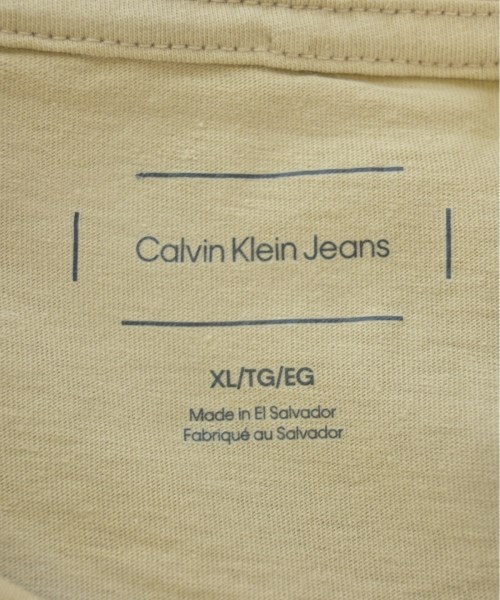 Calvin Klein Jeans
XL/TG/EG
Made in El Salvador
Fabriqué au Salvador